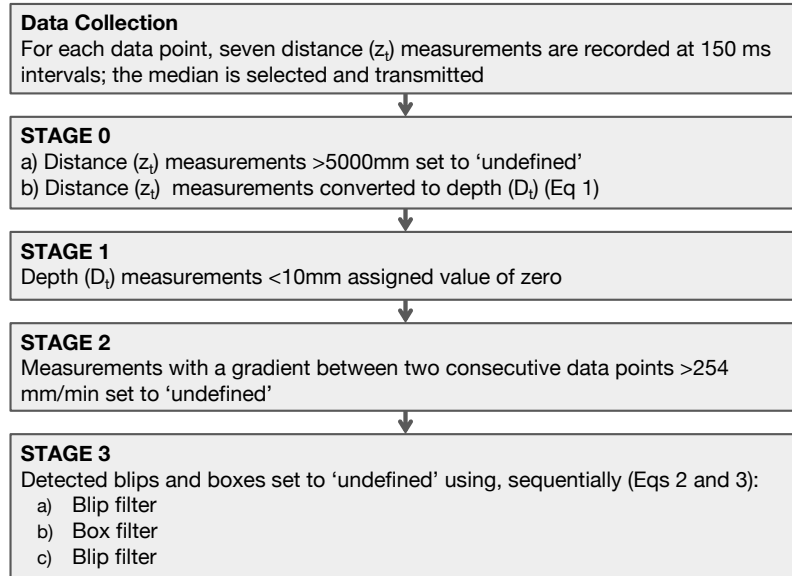 Data Collection
For each data point, seven distance (zt) measurements are recorded at 150 ms
intervals; the median is selected and transmitted
STAGE 0
a) Distance (zt) measurements >5000mm set to ‘undefined’
b) Distance (zt) measurements converted to depth (Dt) (Eq 1)
STAGE 1
Depth (Dt) measurements <10mm assigned value of zero
STAGE 2
Measurements with a gradient between two consecutive data points >254
mm/min set to ‘undefined’
STAGE 3
Detected blips and boxes set to ‘undefined’ using, sequentially (Eqs 2 and 3):
a) Blip filter
b) Box filter
c) Blip filter